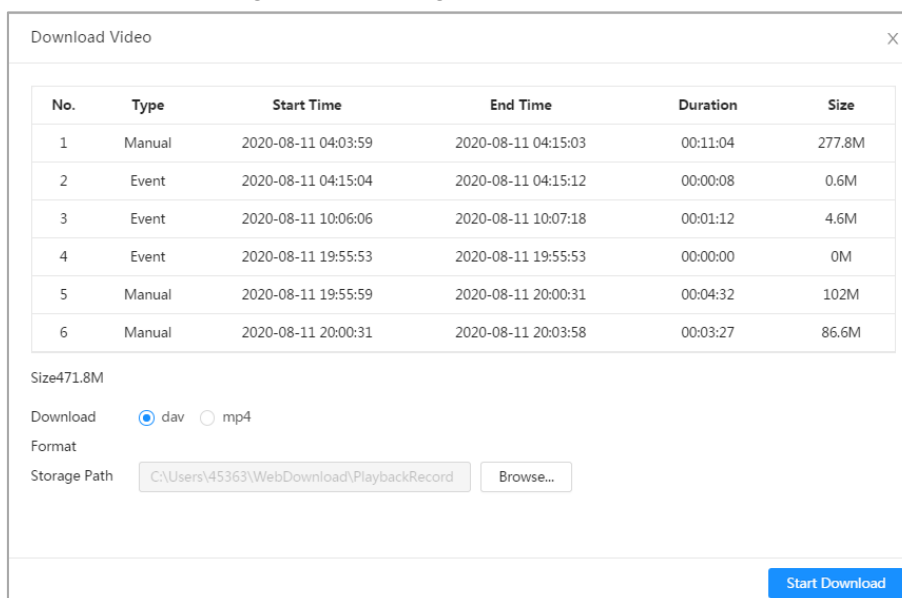 Download Video
No. Type Start Time End Time Duration Size
1 Manual 2020-08-11 04:03:59 2020-08-11 04:15:03 00:11:04 277.8M
2 Event 2020-08-11 04:15:04 2020-08-11 04:15:12 00:00:08 0.6M
3 Event 2020-08-11 10:06:06 2020-08-11 10:07:18 00:01:12 4.6M
4 Event 2020-08-11 19:55:53 2020-08-11 19:55:53 00:00:00 0M
5 Manual 2020-08-11 19:55:59 2020-08-11 20:00:31 00:04:32 102M
6 Manual 2020-08-11 20:00:31 2020-08-11 20:03:58 00:03:27 86.6M
Size471.8M
Download dav mp4
Format
Storage Path C:\Users\45363\WebDownload\PlaybackRecord Browse...
Start Download